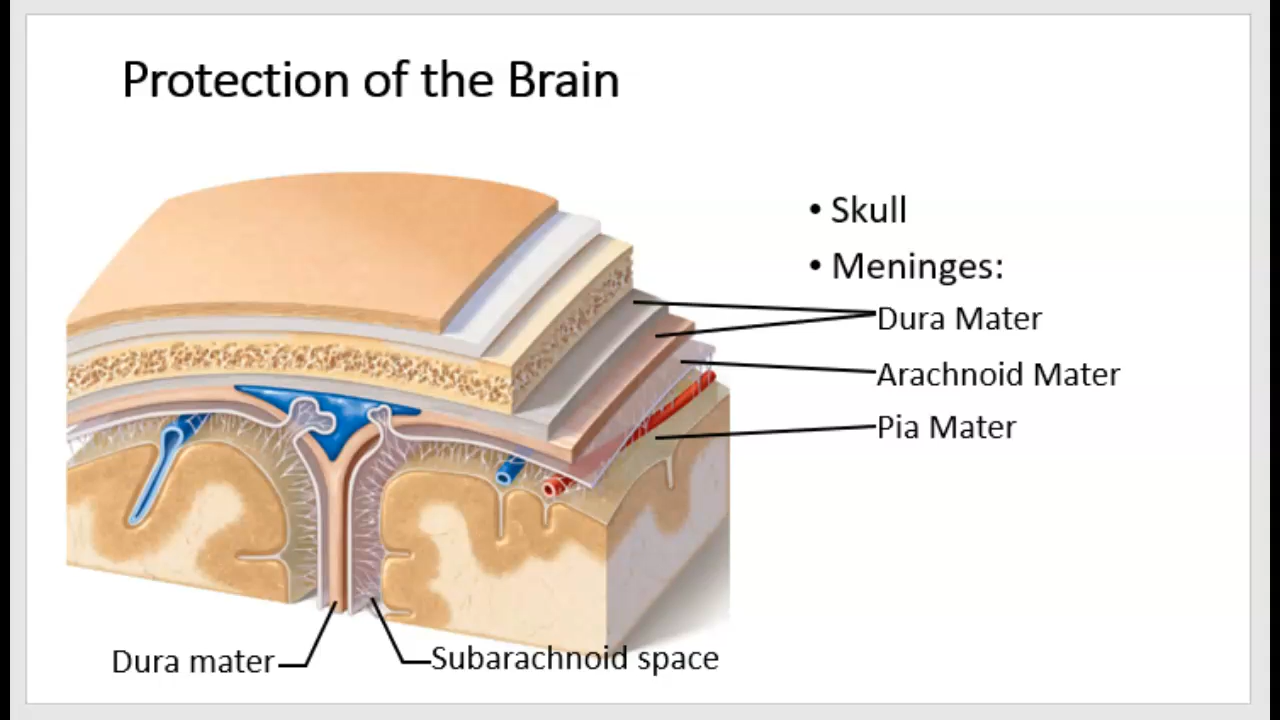 Protection of the Brain
• Skull
• Meninges:
Dura Mater
Arachnoid Mater
Pia Mater
Dura mater
Subarachnoid space